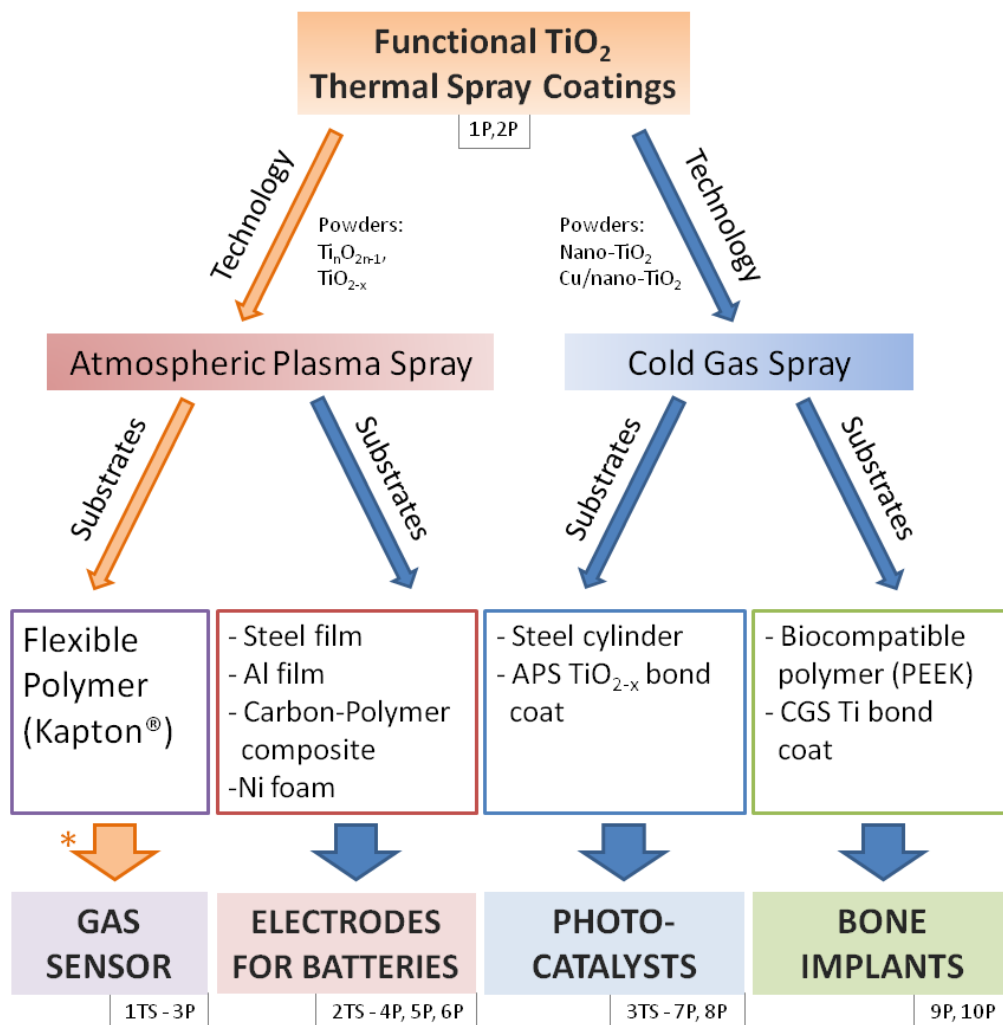 Functional TiO₂
Thermal Spray Coatings
1P,2P
Technology
Technology
Powders:
TiₙO₂ₙ₋₁,
TiO₂₋ₓ
Powders:
Nano-TiO₂
Cu/nano-TiO₂
Atmospheric Plasma Spray
Cold Gas Spray
Substrates
Substrates
Substrates
Substrates
Flexible
Polymer
(Kapton®)
- Steel film
- Al film
- Carbon-Polymer
composite
-Ni foam
- Steel cylinder
- APS TiO₂₋ₓ bond
coat
- Biocompatible
polymer (PEEK)
- CGS Ti bond
coat
*
GAS
SENSOR
1TS - 3P
ELECTRODES
FOR BATTERIES
2TS - 4P, 5P, 6P
PHOTO-
CATALYSTS
3TS - 7P, 8P
BONE
IMPLANTS
9P, 10P